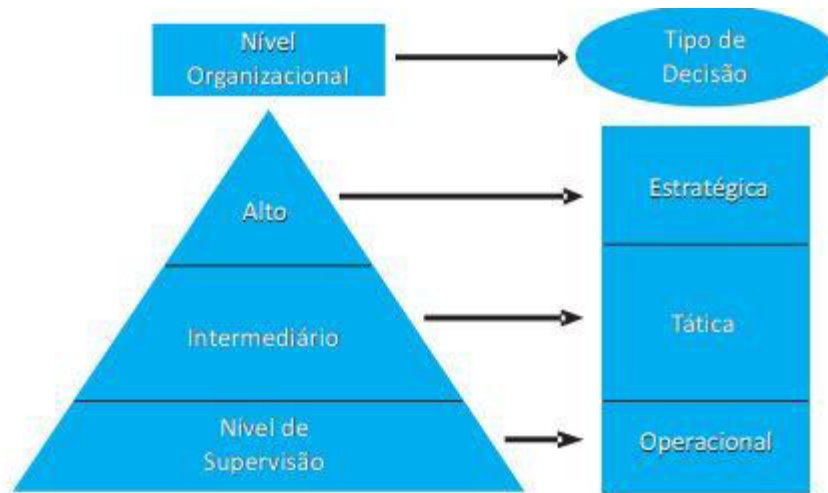 Nível
Organizacional
Tipo de
Decisão
Alto
Estratégica
Intermediário
Tática
Nível de
Supervisão
Operacional